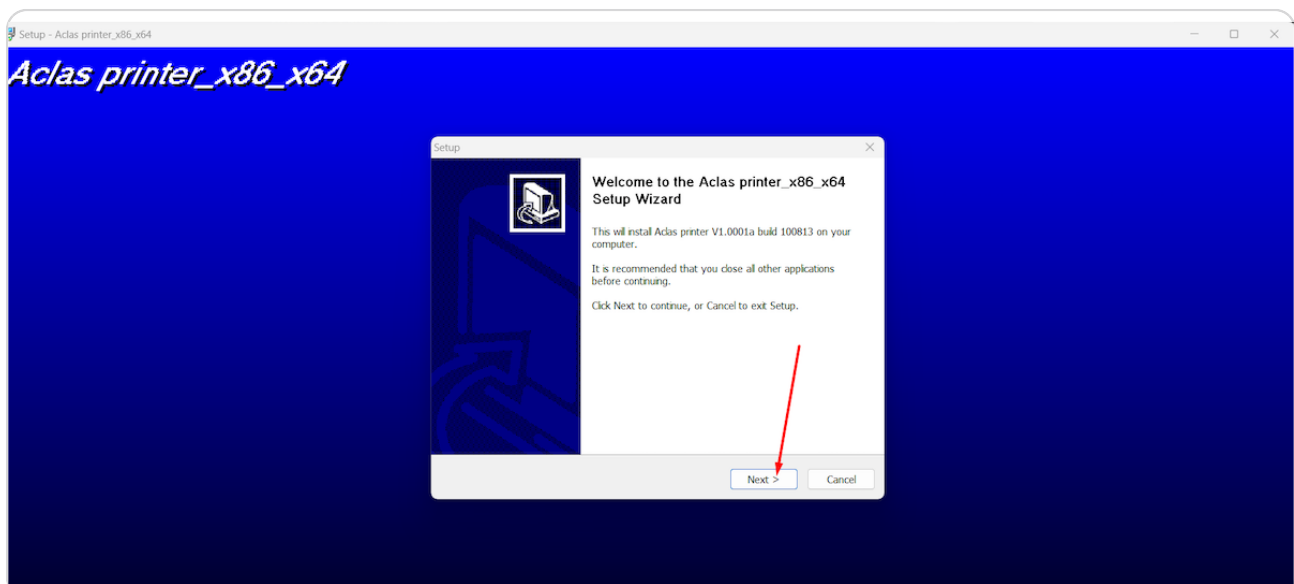 Setup - Aclas printer_x86_x64
Aclas printer_x86_x64
Setup
Welcome to the Aclas printer_x86_x64
Setup Wizard
This will install Aclas printer V1.0001a build 100813 on your
computer.
It is recommended that you close all other applications
before continuing.
Click Next to continue, or Cancel to exit Setup.
Next >
Cancel